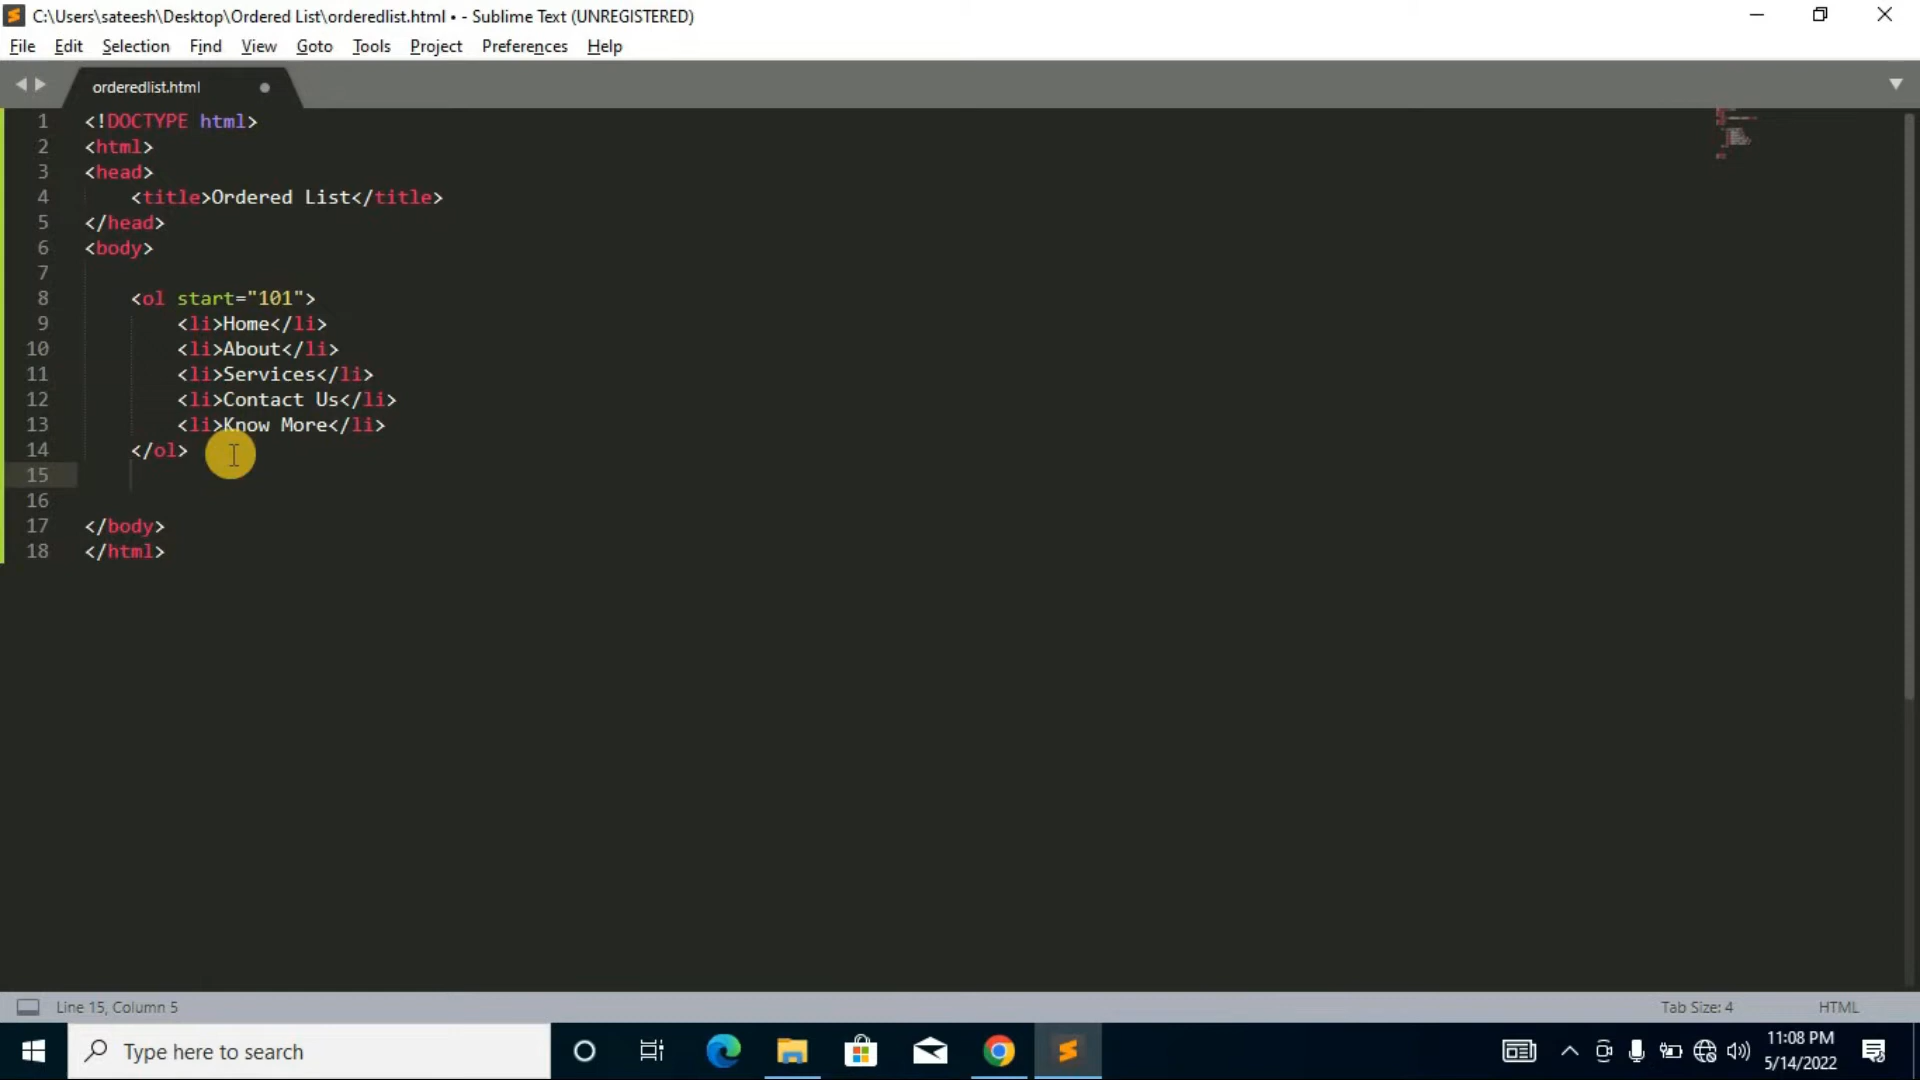 C:\Users\sateesh\Desktop\Ordered List\orderedlist.html • - Sublime Text (UNREGISTERED)
File Edit Selection Find View Goto Tools Project Preferences Help
orderedlist.html
1 <!DOCTYPE html>
2 <html>
3 <head>
4 <title>Ordered List</title>
5 </head>
6 <body>
7
8 <ol start="101">
9 <li>Home</li>
10 <li>About</li>
11 <li>Services</li>
12 <li>Contact Us</li>
13 <li>Know More</li>
14 </ol>
15
16
17 </body>
18 </html>
Line 15, Column 5 Tab Size: 4 HTML
Type here to search
11:08 PM
5/14/2022